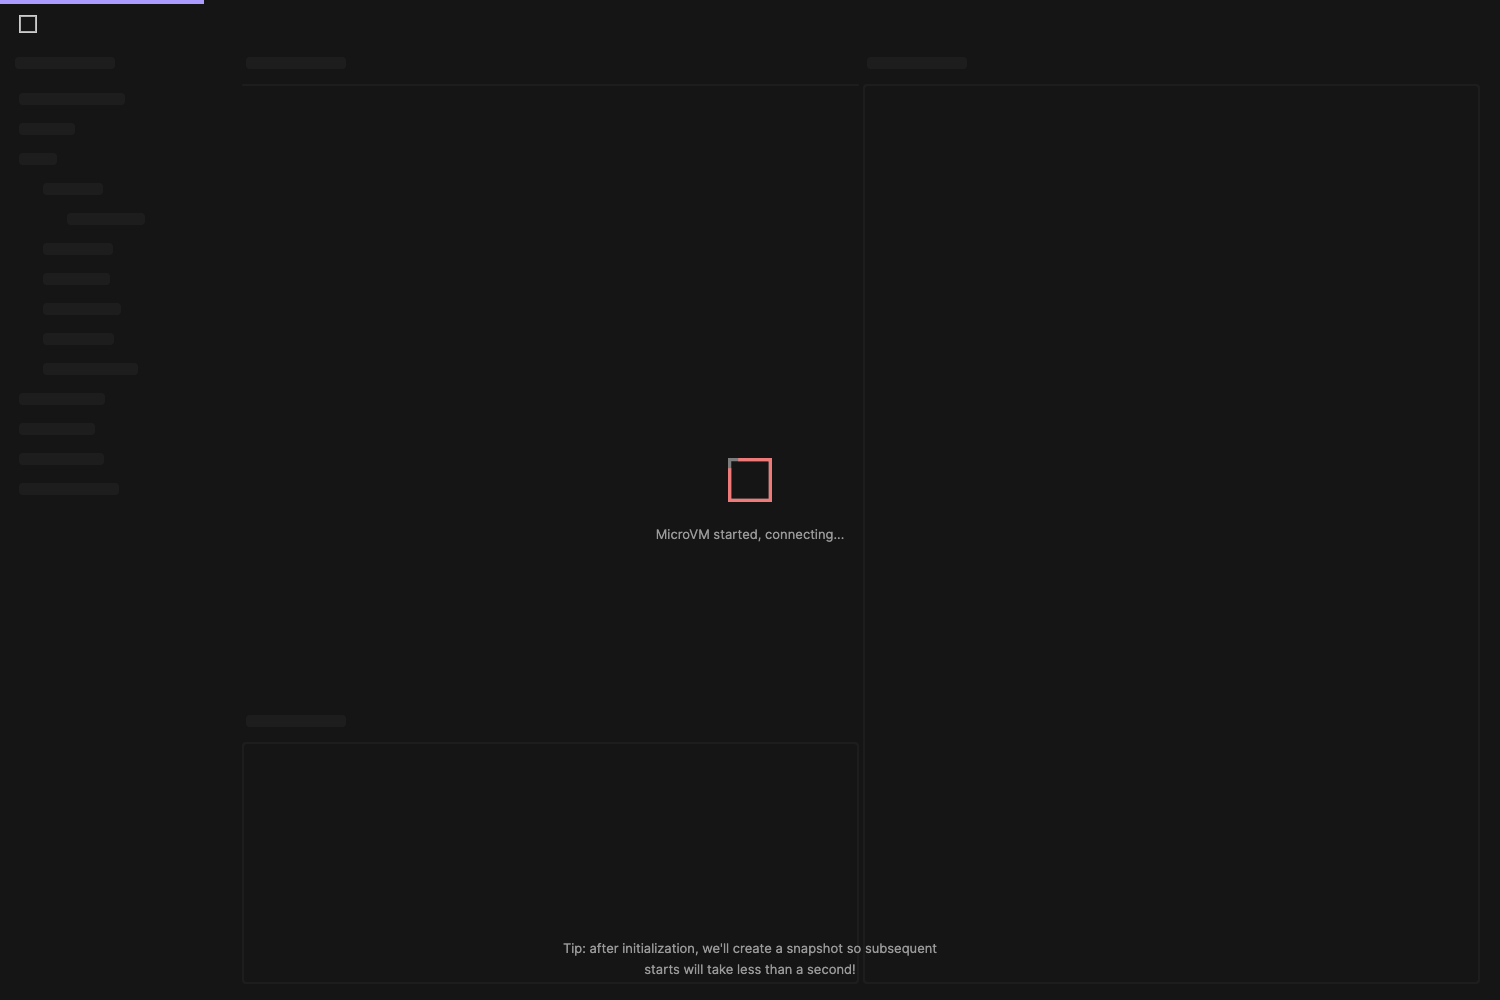 MicroVM started, connecting...
Tip: after initialization, we'll create a snapshot so subsequent
starts will take less than a second!